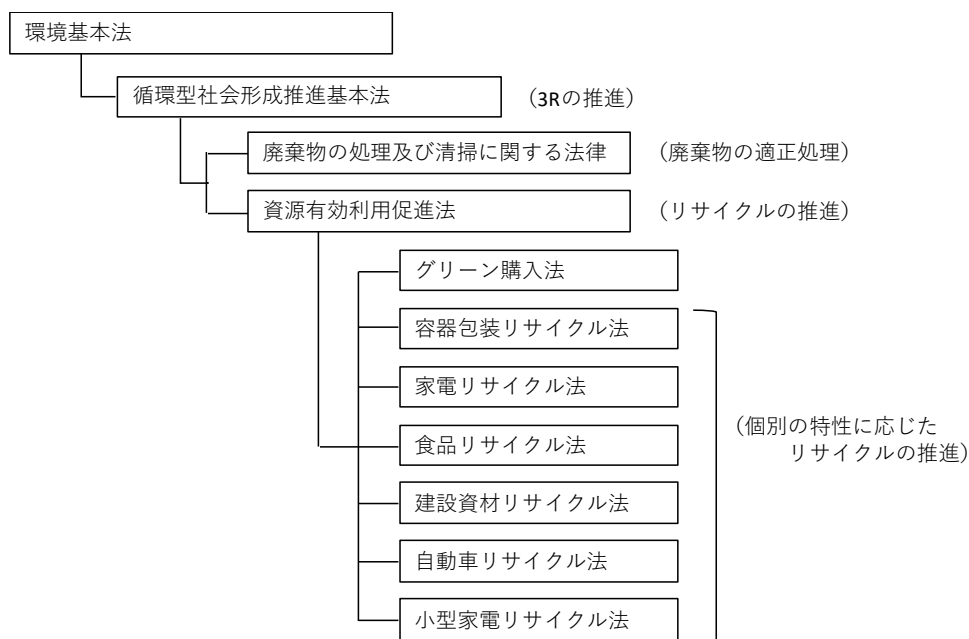 環境基本法
循環型社会形成推進基本法 (3Rの推進)
廃棄物の処理及び清掃に関する法律 (廃棄物の適正処理)
資源有効利用促進法 (リサイクルの推進)
グリーン購入法
容器包装リサイクル法
家電リサイクル法
(個別の特性に応じた
食品リサイクル法
リサイクルの推進)
建設資材リサイクル法
自動車リサイクル法
小型家電リサイクル法